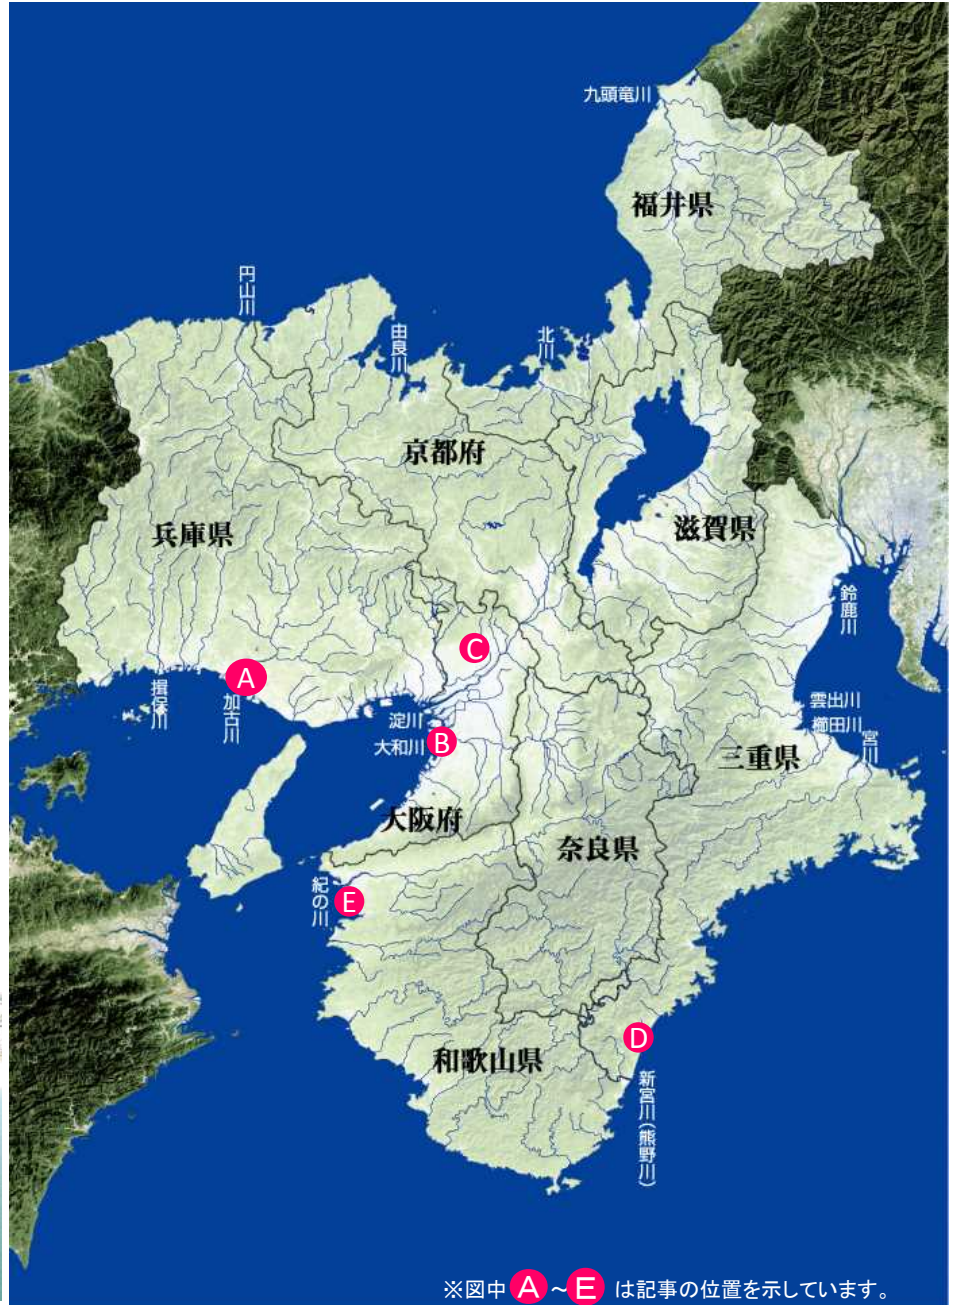 九頭竜川
福井県
円山川
由良川
北川
京都府
兵庫県
滋賀県
鈴鹿川
C
A
揖保川
加古川
雲出川
淀川
櫛田川
大和川
B
宮川
三重県
大阪府
奈良県
紀の川
E
D
和歌山県
新宮川(熊野川)
※図中 A ~ E は記事の位置を示しています。